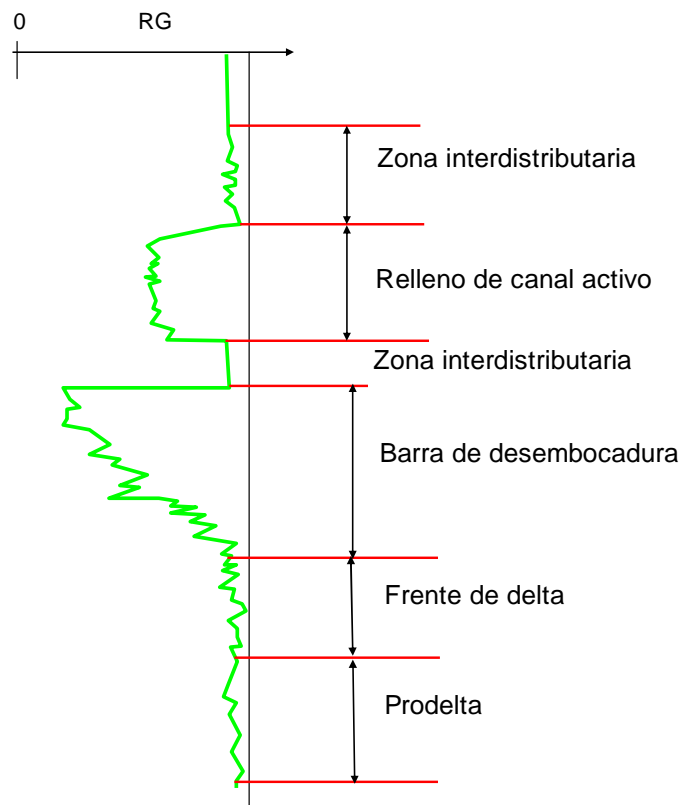 0 RG
Zona interdistributaria
Relleno de canal activo
Zona interdistributaria
Barra de desembocadura
Frente de delta
Prodelta